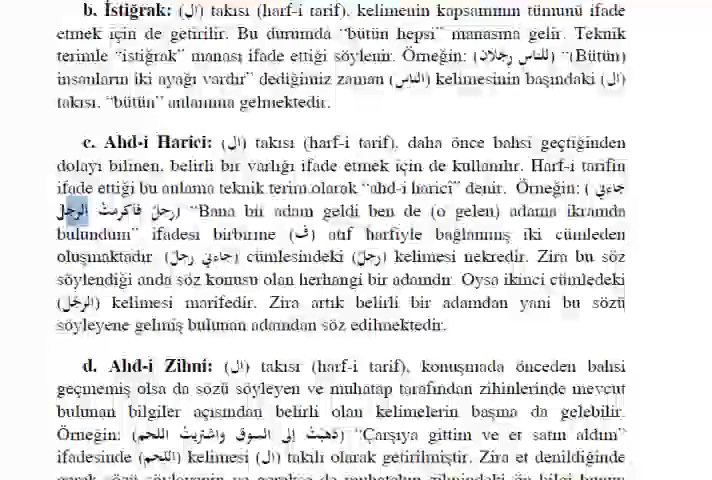 b. İstiğrak: (ال) takısı (harf-i tarif), kelimenin kapsamının tümünü ifade
etmek için de getirilir. Bu durumda “bütün hepsi” manasına gelir. Teknik
terimle “istiğrak” manası ifade ettiği söylenir. Örneğin: (للناس رجلان) “(Bütün)
insanların iki ayağı vardır” dediğimiz zaman (الناس) kelimesinin başındaki (ال)
takısı, “bütün” anlamına gelmektedir.
c. Ahd-i Harici: (ال) takısı (harf-i tarif), daha önce bahsi geçtiğinden
dolayı bilinen, belirli bir varlığı ifade etmek için de kullanılır. Harf-i tarifin
ifade ettiği bu anlama teknik terim olarak “ahd-i haricî” denir. Örneğin: (جاءني
رجلٌ فأكرمتُ الرجلَ) “Bana bir adam geldi ben de (o gelen) adama ikramda
bulundum” ifadesi birbirine (ف) atıf harfiyle bağlanmış iki cümleden
oluşmaktadır (جاءني رجلٌ) cümlesindeki (رجلٌ) kelimesi nekredir. Zira bu söz
söylendiği anda söz konusu olan herhangi bir adamdır. Oysa ikinci cümledeki
(الرجل) kelimesi marifedir. Zira artık belirli bir adamdan yani bu sözü
söyleyene gelmiş bulunan adamdan söz edilmektedir.
d. Ahd-i Zihni: (ال) takısı (harf-i tarif), konuşmada önceden bahsi
geçmemiş olsa da sözü söyleyen ve muhatap tarafından zihinlerinde mevcut
bulunan bilgiler açısından belirli olan kelimelerin başına da gelebilir.
Örneğin: (ذهبتُ إلى السوق واشتريتُ اللحم) “Çarşıya gittim ve et satın aldım”
ifadesinde (اللحم) kelimesi (ال) takılı olarak getirilmiştir. Zira et denildiğinde